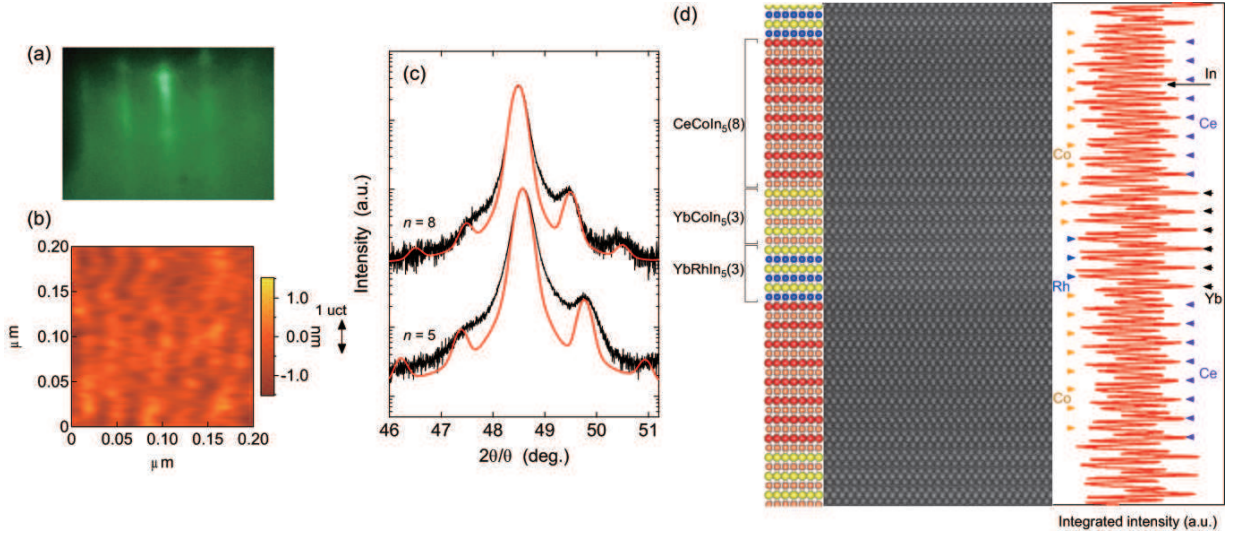 (a)
(b)
0.20
0.15
0.10
0.05
0
μm
0
0.05
0.10
0.15
0.20
μm
1.0
0.0
-1.0
nm
1 uct
(c)
Intensity (a.u.)
n = 8
n = 5
46
47
48
49
50
51
2θ/θ (deg.)
(d)
CeCoIn5(8)
YbCoIn5(3)
YbRhIn5(3)
In
Ce
Co
Rh
Yb
Ce
Co
Integrated intensity (a.u.)